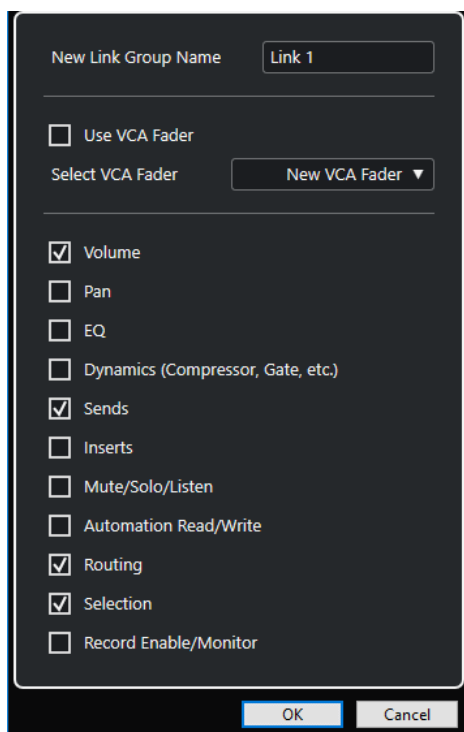 New Link Group Name Link 1
Use VCA Fader
Select VCA Fader New VCA Fader ▼
Volume
Pan
EQ
Dynamics (Compressor, Gate, etc.)
Sends
Inserts
Mute/Solo/Listen
Automation Read/Write
Routing
Selection
Record Enable/Monitor
OK Cancel